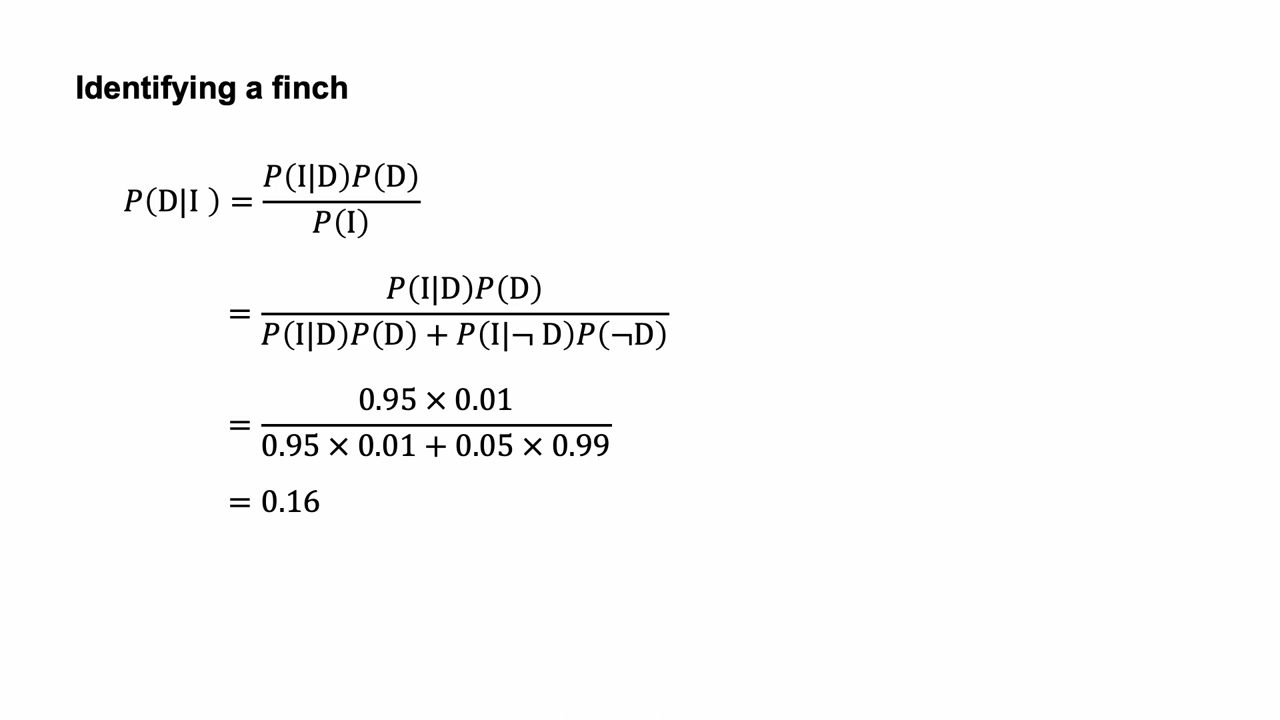 Identifying a finch
P(D|I ) = P(I|D)P(D) / P(I)
= P(I|D)P(D) / P(I|D)P(D) + P(I|¬ D)P(¬D)
= 0.95 × 0.01 / 0.95 × 0.01 + 0.05 × 0.99
= 0.16